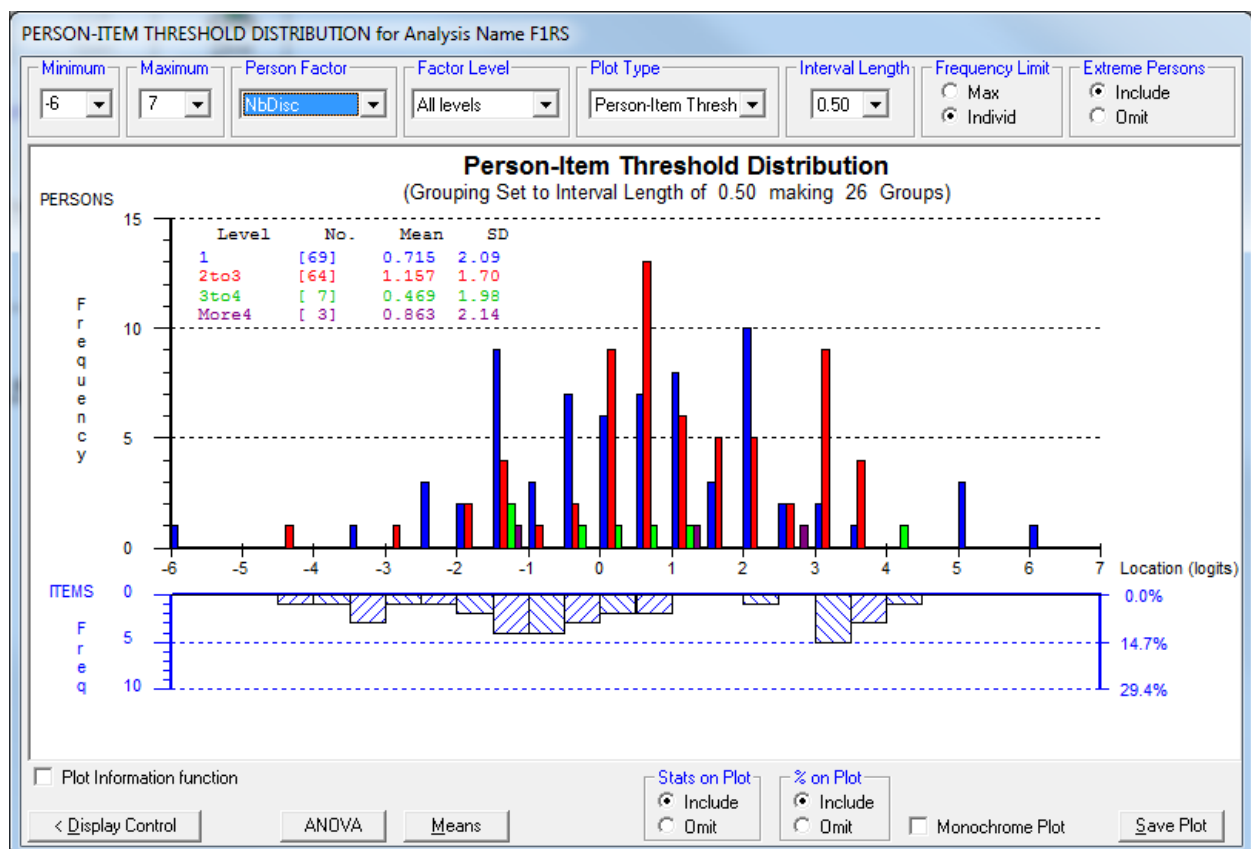 PERSON-ITEM THRESHOLD DISTRIBUTION for Analysis Name F1RS
Minimum Maximum Person Factor Factor Level Plot Type Interval Length Frequency Limit Extreme Persons
-6 7 NbDisc All levels Person-Item Thresh 0.50 Max Include
Individ Omit
Person-Item Threshold Distribution
(Grouping Set to Interval Length of 0.50 making 26 Groups)
PERSONS
15
Level No. Mean SD
1 [69] 0.715 2.09
2to3 [64] 1.157 1.70
3to4 [ 7] 0.469 1.98
More4 [ 3] 0.863 2.14
Frequency
10
5
0
-6 -5 -4 -3 -2 -1 0 1 2 3 4 5 6 7 Location (logits)
ITEMS 0 0.0%
Freq
5 14.7%
10 29.4%
Plot Information function
Stats on Plot % on Plot
Include Include
Omit Omit
< Display Control ANOVA Means Monochrome Plot Save Plot